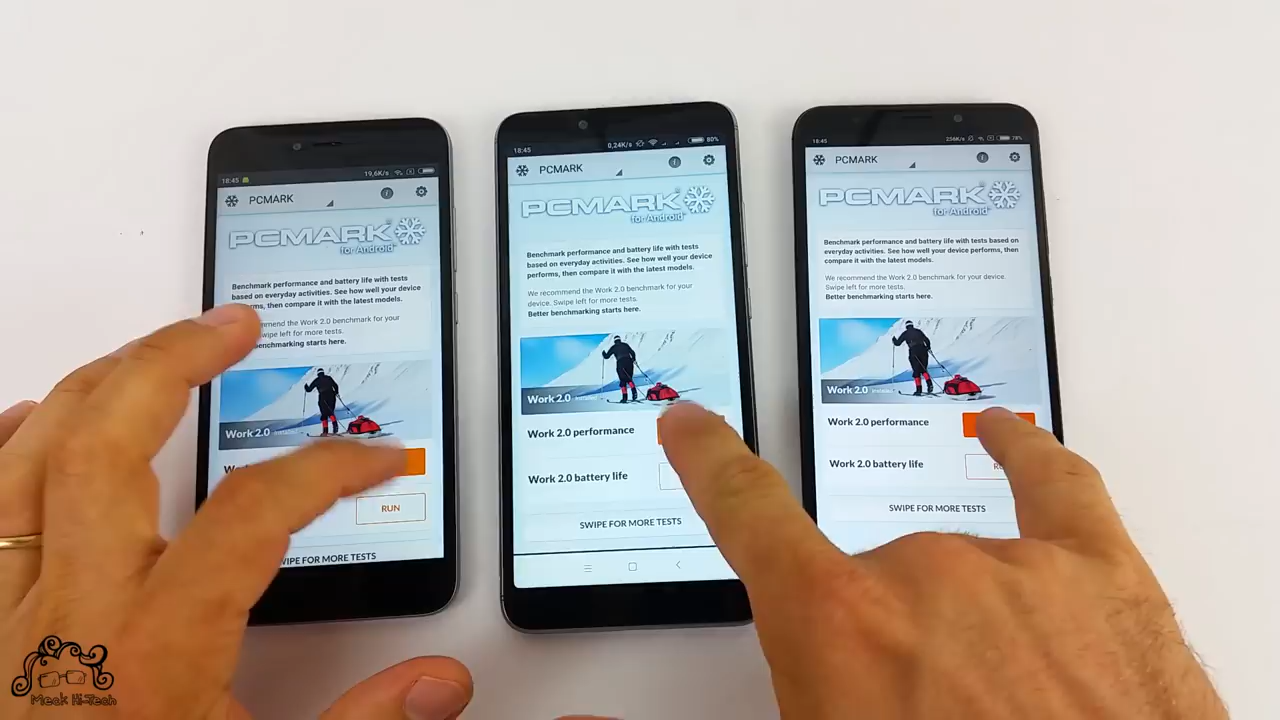 18:45
19,6K/s
PCMARK
PCMARK
for Android
Benchmark performance and battery life with tests
based on everyday activities. See how well your device
performs, then compare it with the latest models.
mmend the Work 2.0 benchmark for your
Swipe left for more tests.
benchmarking starts here.
Work 2.0
RUN
SWIPE FOR MORE TESTS
18:45
0,24K/s
80%
PCMARK
PCMARK
for Android
Benchmark performance and battery life with tests
based on everyday activities. See how well your device
performs, then compare it with the latest models.
We recommend the Work 2.0 benchmark for your
device. Swipe left for more tests.
Better benchmarking starts here.
Work 2.0 Installed
Work 2.0 performance
Work 2.0 battery life
SWIPE FOR MORE TESTS
18:45
256K/s
78%
PCMARK
PCMARK
for Android
Benchmark performance and battery life with tests based on
everyday activities. See how well your device performs, then
compare it with the latest models.
We recommend the Work 2.0 benchmark for your device.
Swipe left for more tests.
Better benchmarking starts here.
Work 2.0 Installed
Work 2.0 performance
Work 2.0 battery life
SWIPE FOR MORE TESTS
Meck Hi-Tech